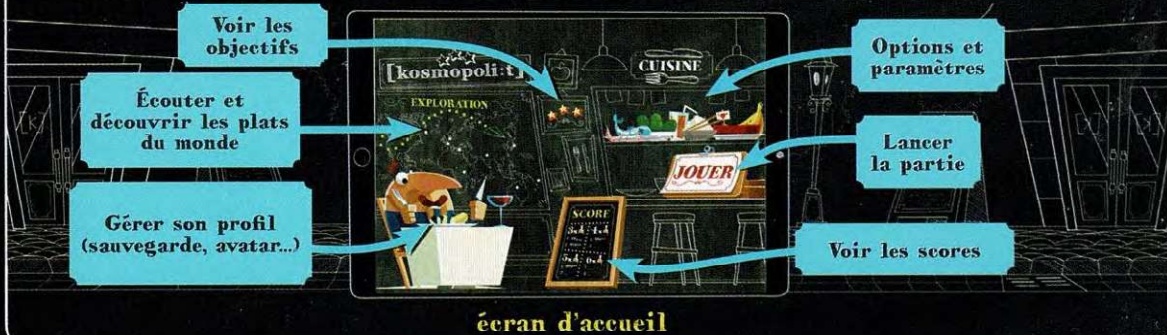 Voir les
objectifs
Écouter et
découvrir les plats
du monde
Gérer son profil
(sauvegarde, avatar...)
[kosmopoli:t]
EXPLORATION
CUISINE
JOUER
SCORE
Options et
paramètres
Lancer
la partie
Voir les scores
écran d'accueil
[K]